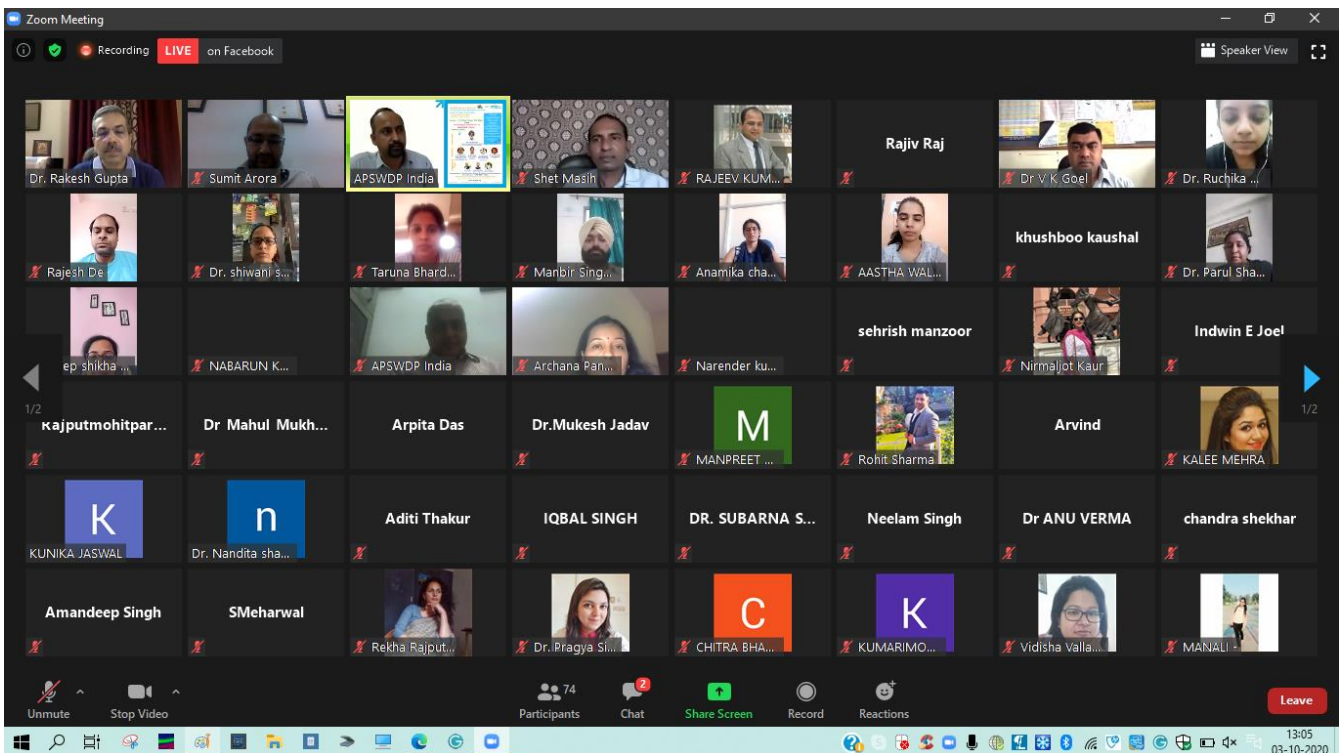 Zoom Meeting
Recording LIVE on Facebook Speaker View
Dr. Rakesh Gupta Sumit Arora APSWDP India Shet Masih RAJEEV KUM... Rajiv Raj Dr V K Goel Dr. Ruchika ...
Rajesh De Dr. shiwani s... Taruna Bhard... Manbir Sing... Anamika cha... AASTHA WAL... khushboo kaushal Dr. Parul Sha...
ep shikha ... NABARUN K... APSWDP India Archana Pan... Narender ku... sehrish manzoor Nirmaljot Kaur Indwin E Joel
1/2 1/2
Rajputmohitpar... Dr Mahul Mukh... Arpita Das Dr.Mukesh Jadav M MANPREET ... Rohit Sharma Arvind KALEE MEHRA
K KUNIKA JASWAL n Dr. Nandita sha... Aditi Thakur IQBAL SINGH DR. SUBARNA S... Neelam Singh Dr ANU VERMA chandra shekhar
Amandeep Singh SMeharwal Rekha Rajput... Dr. Pragya Si... C CHITRA BHA... K KUMARIMO... Vidisha Valla... MANALI -
74 2
Unmute Stop Video Participants Chat Share Screen Record Reactions Leave
13:05
03-10-2020